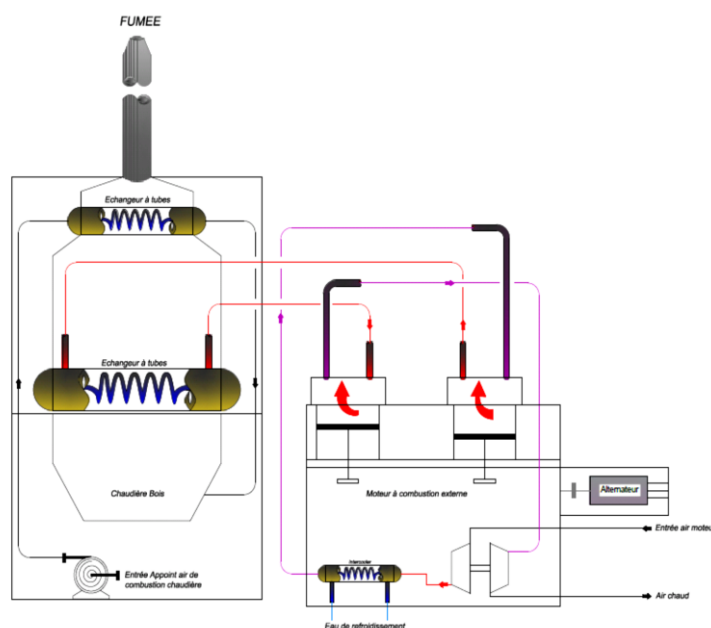 FUMEE
Echangeur à tubes
Echangeur à tubes
Chaudière Bois
Moteur à combustion externe
Alternateur
Entrée air moteur
Intercooler
Entrée Appoint air de
combustion chaudière
Air chaud
Eau de refroidissement